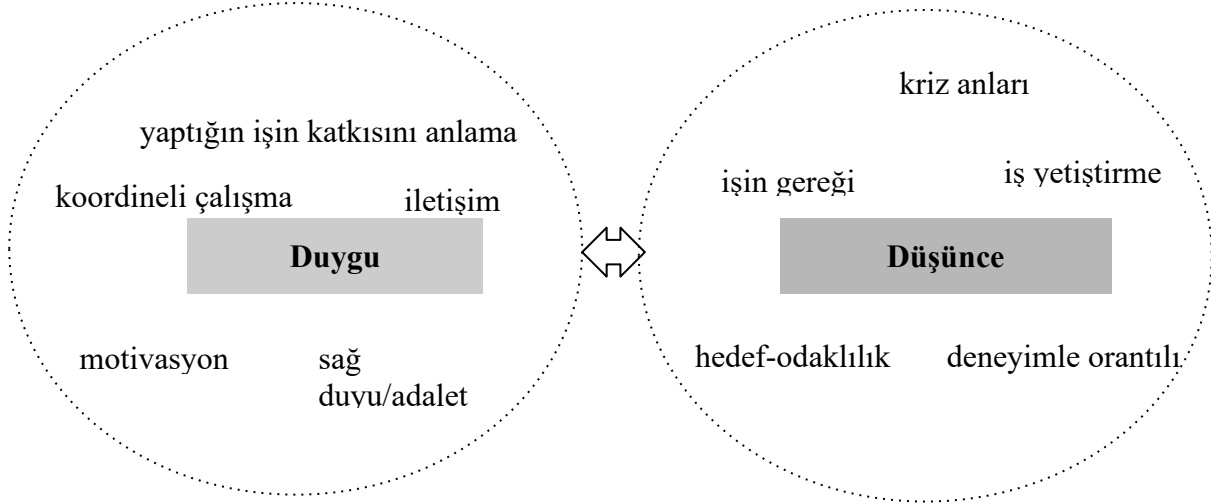 yaptığın işin katkısını anlama
koordineli çalışma
iletişim
Duygu
motivasyon
sağ
duyu/adalet
kriz anları
işin gereği
iş yetiştirme
Düşünce
hedef-odaklılık
deneyimle orantılı